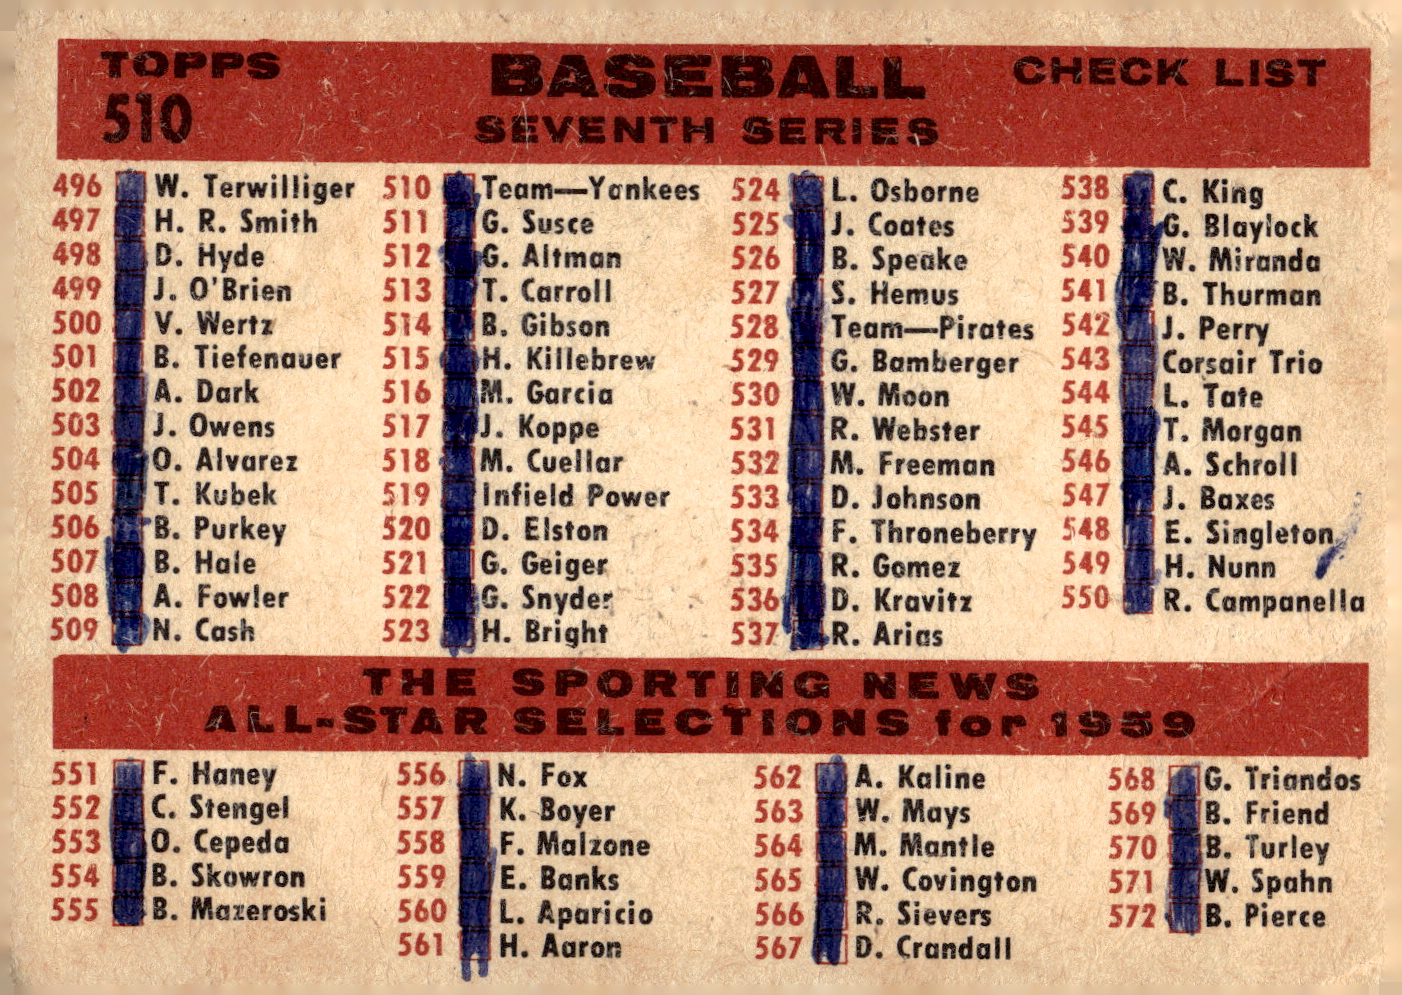 TOPPS
510
BASEBALL
SEVENTH SERIES
CHECK LIST
496 W. Terwilliger
497 H. R. Smith
498 D. Hyde
499 J. O'Brien
500 V. Wertz
501 B. Tiefenauer
502 A. Dark
503 J. Owens
504 O. Alvarez
505 T. Kubek
506 B. Purkey
507 B. Hale
508 A. Fowler
509 N. Cash
510 Team—Yankees
511 G. Susce
512 G. Altman
513 T. Carroll
514 B. Gibson
515 H. Killebrew
516 M. Garcia
517 J. Koppe
518 M. Cuellar
519 Infield Power
520 D. Elston
521 G. Geiger
522 G. Snyder
523 H. Bright
524 L. Osborne
525 J. Coates
526 B. Speake
527 S. Hemus
528 Team—Pirates
529 G. Bamberger
530 W. Moon
531 R. Webster
532 M. Freeman
533 D. Johnson
534 F. Throneberry
535 R. Gomez
536 D. Kravitz
537 R. Arias
538 C. King
539 G. Blaylock
540 W. Miranda
541 B. Thurman
542 J. Perry
543 Corsair Trio
544 L. Tate
545 T. Morgan
546 A. Schroll
547 J. Baxes
548 E. Singleton
549 H. Nunn
550 R. Campanella
THE SPORTING NEWS
ALL-STAR SELECTIONS for 1959
551 F. Haney
552 C. Stengel
553 O. Cepeda
554 B. Skowron
555 B. Mazeroski
556 N. Fox
557 K. Boyer
558 F. Malzone
559 E. Banks
560 L. Aparicio
561 H. Aaron
562 A. Kaline
563 W. Mays
564 M. Mantle
565 W. Covington
566 R. Sievers
567 D. Crandall
568 G. Triandos
569 B. Friend
570 B. Turley
571 W. Spahn
572 B. Pierce